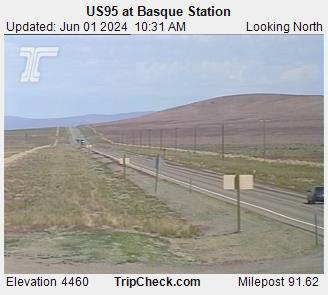 US95 at Basque Station
Updated: Jun 01 2024 10:31 AM Looking North
Elevation 4460 TripCheck.com Milepost 91.62